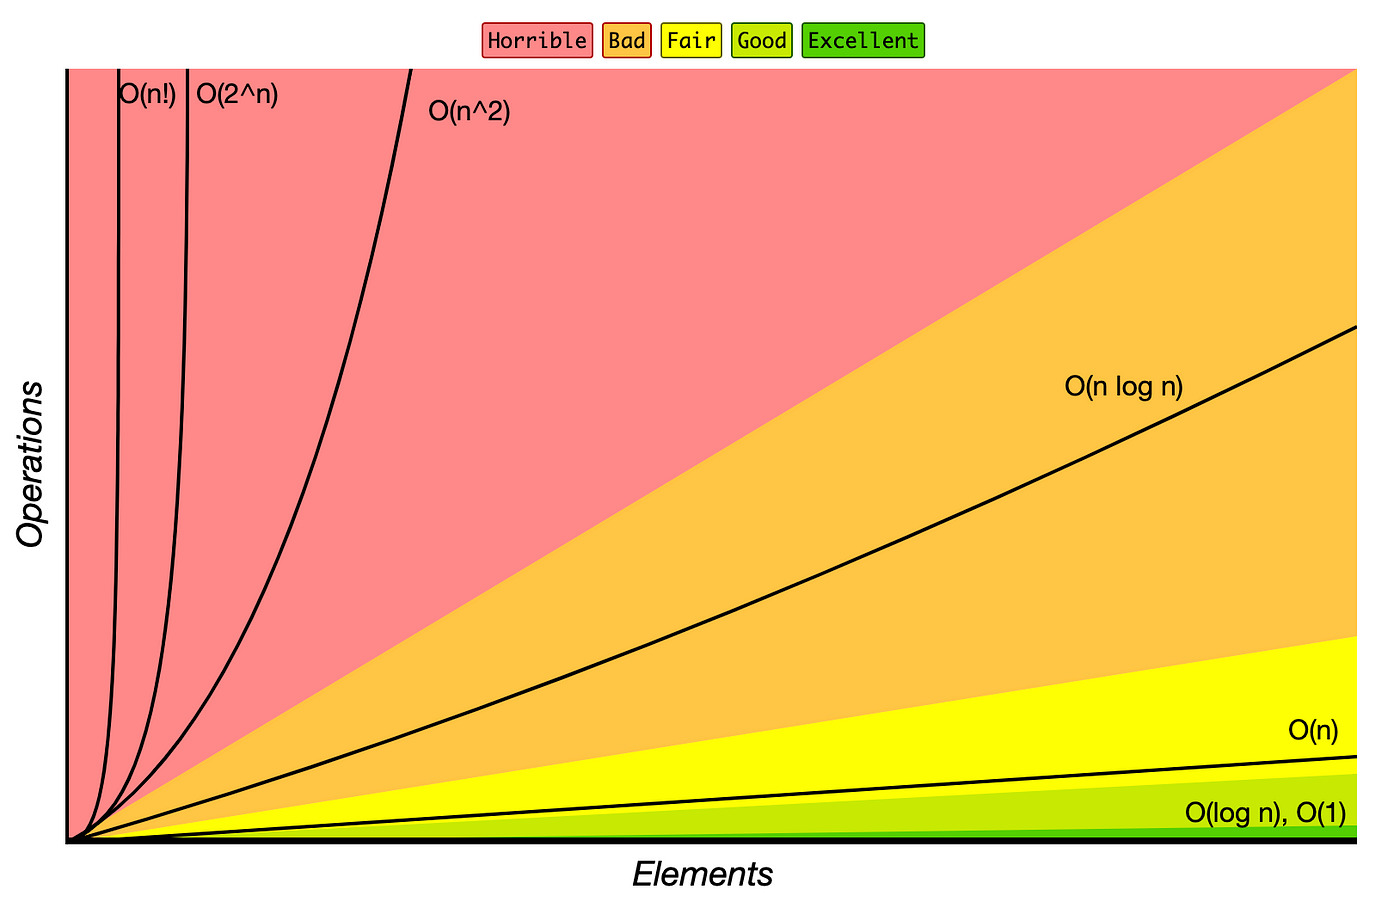 Horrible Bad Fair Good Excellent
O(n!) O(2^n)
O(n^2)
O(n log n)
O(n)
O(log n), O(1)
Operations
Elements